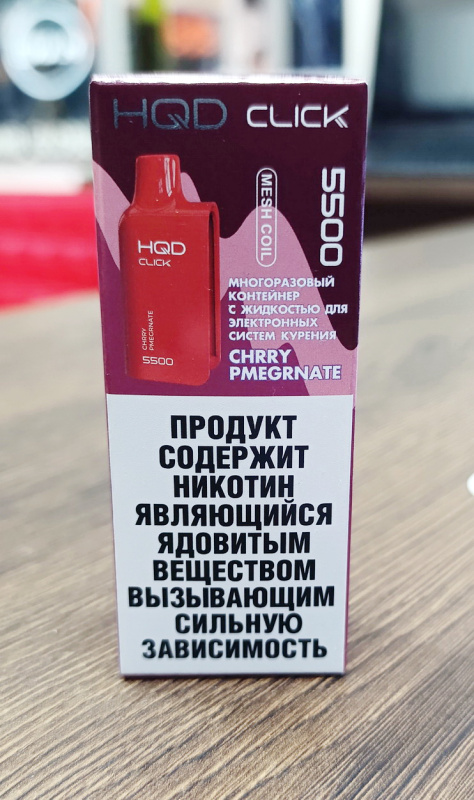 HQD CLICK
MESH COIL
5500
HQD
CLICK
CHRRY
PMEGRNATE
5500
МНОГОРАЗОВЫЙ
КОНТЕЙНЕР
С ЖИДКОСТЬЮ ДЛЯ
ЭЛЕКТРОННЫХ
СИСТЕМ КУРЕНИЯ
CHRRY
PMEGRNATE
ПРОДУКТ
СОДЕРЖИТ
НИКОТИН
ЯВЛЯЮЩИЙСЯ
ЯДОВИТЫМ
ВЕЩЕСТВОМ
ВЫЗЫВАЮЩИМ
СИЛЬНУЮ
ЗАВИСИМОСТЬ